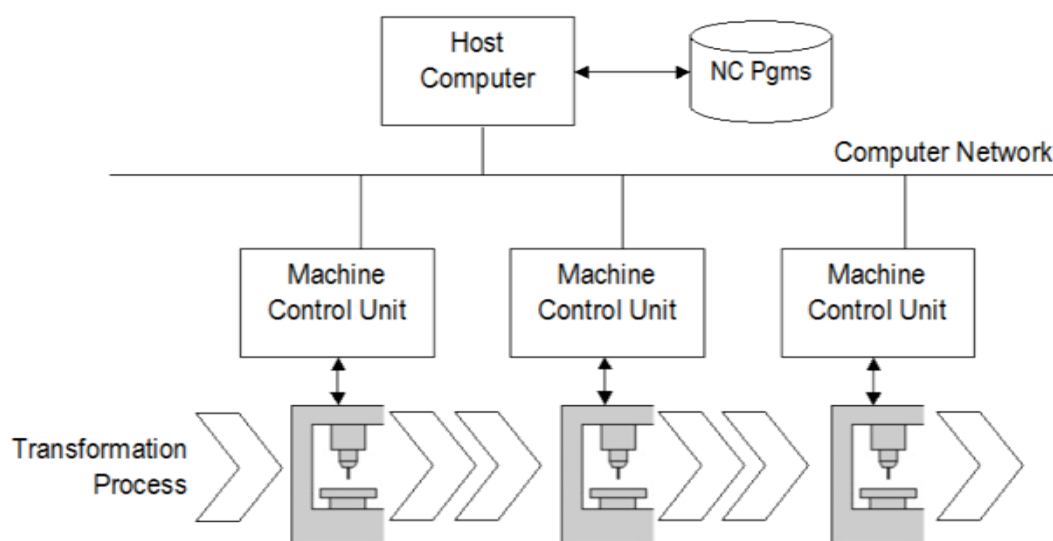 Host
Computer
NC Pgms
Computer Network
Machine
Control Unit
Machine
Control Unit
Machine
Control Unit
Transformation
Process